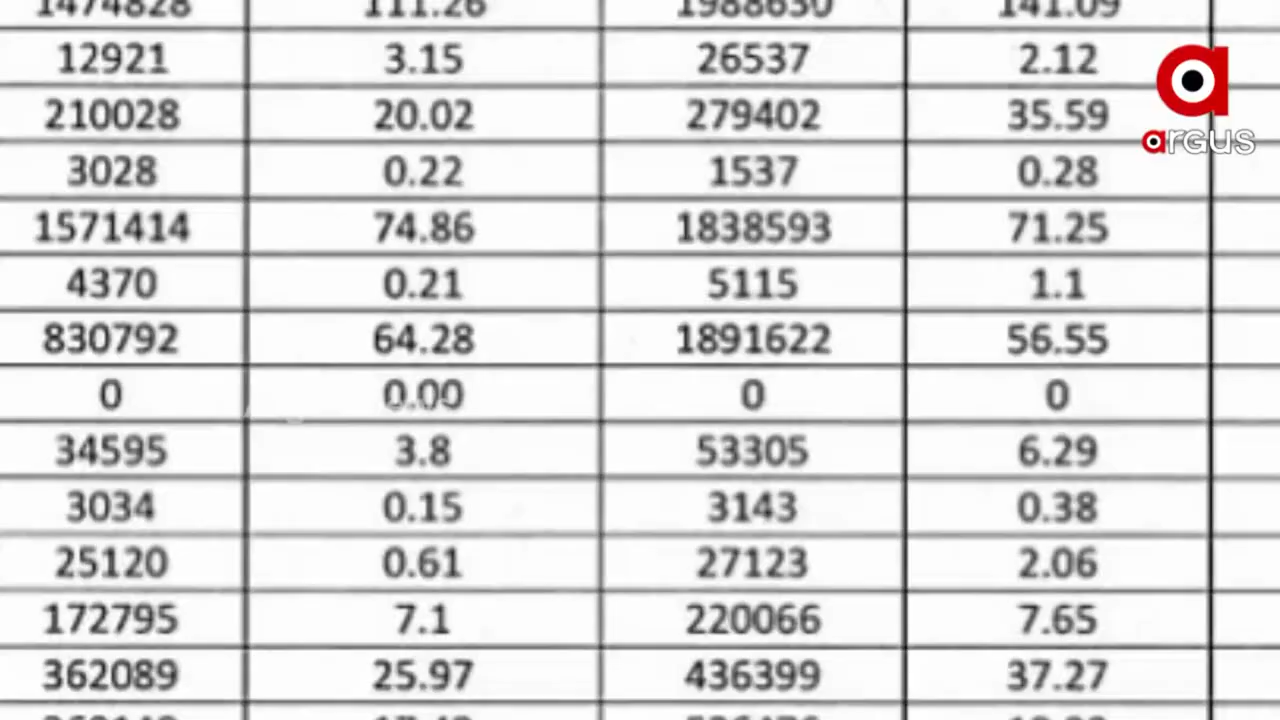 1474828 111.26 1988630 141.09
12921 3.15 26537 2.12
210028 20.02 279402 35.59
3028 0.22 1537 0.28
1571414 74.86 1838593 71.25
4370 0.21 5115 1.1
830792 64.28 1891622 56.55
0 0.00 0 0
34595 3.8 53305 6.29
3034 0.15 3143 0.38
25120 0.61 27123 2.06
172795 7.1 220066 7.65
362089 25.97 436399 37.27
argus